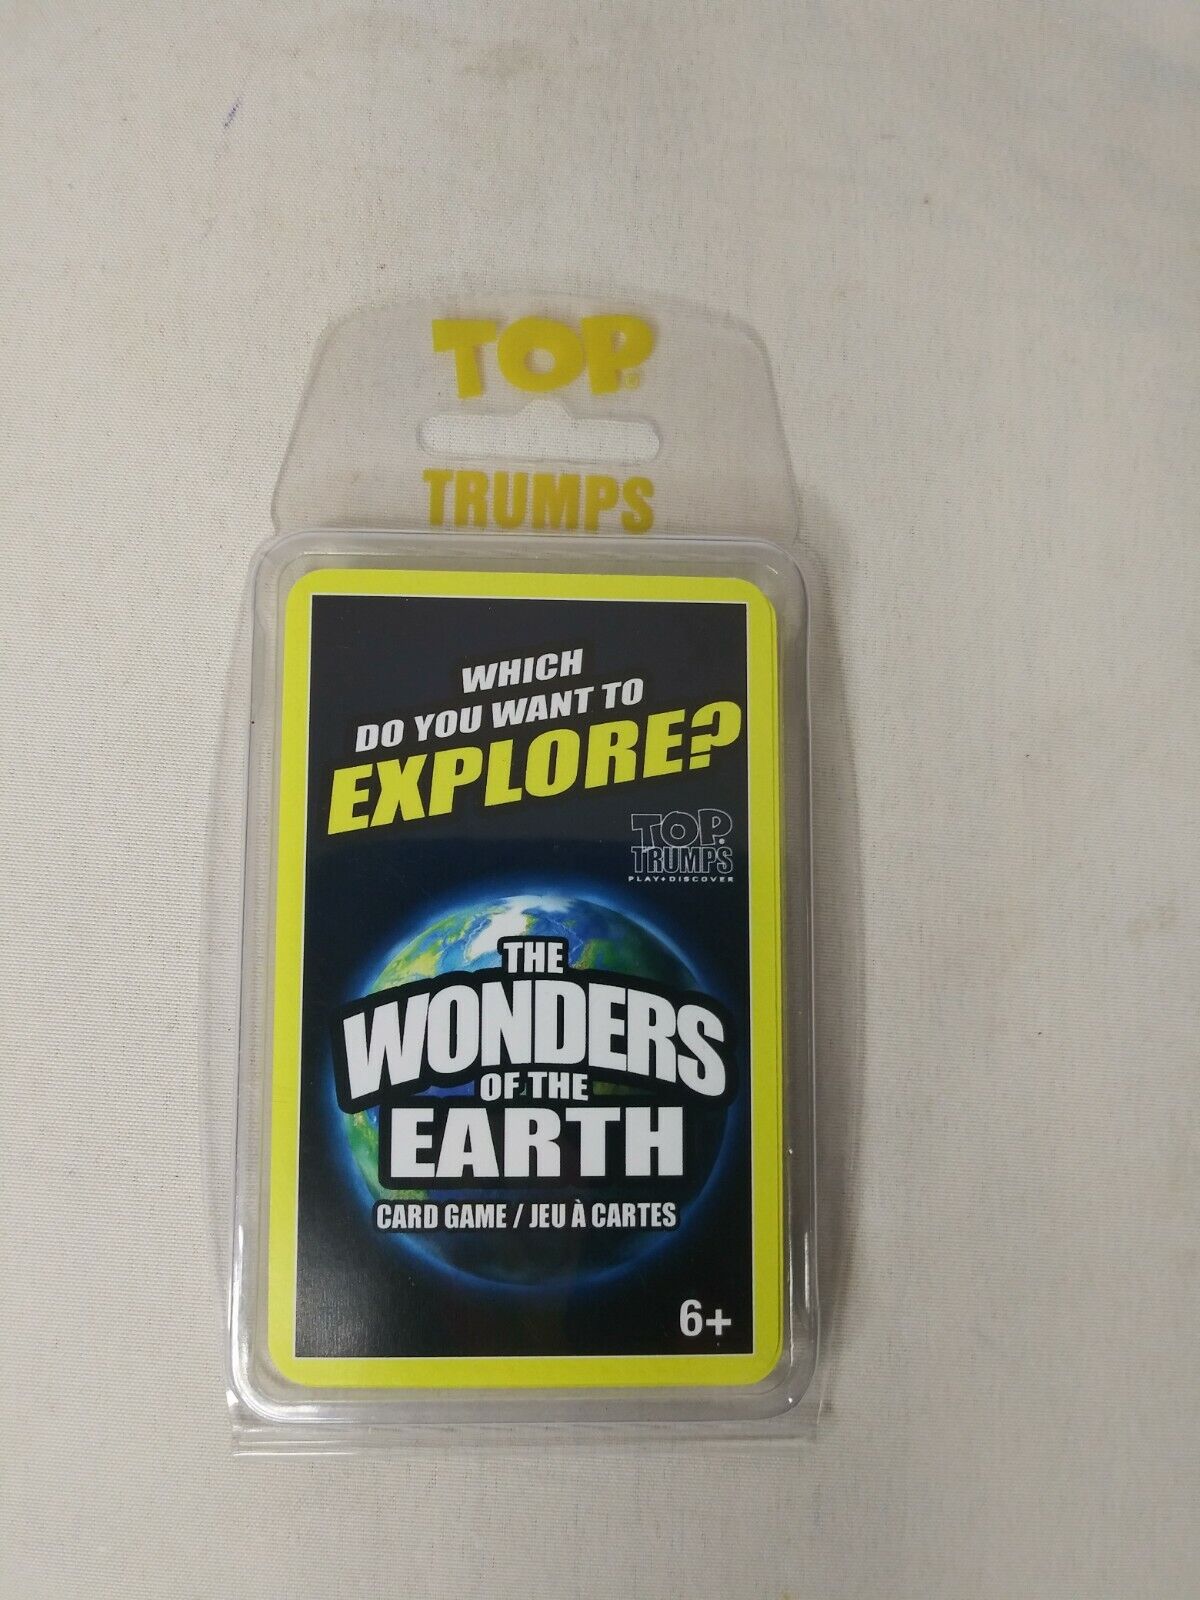 TOP
TRUMPS
WHICH
DO YOU WANT TO
EXPLORE?
TOP
TRUMPS
PLAY+DISCOVER
THE
WONDERS
OF THE
EARTH
CARD GAME / JEU À CARTES
6+